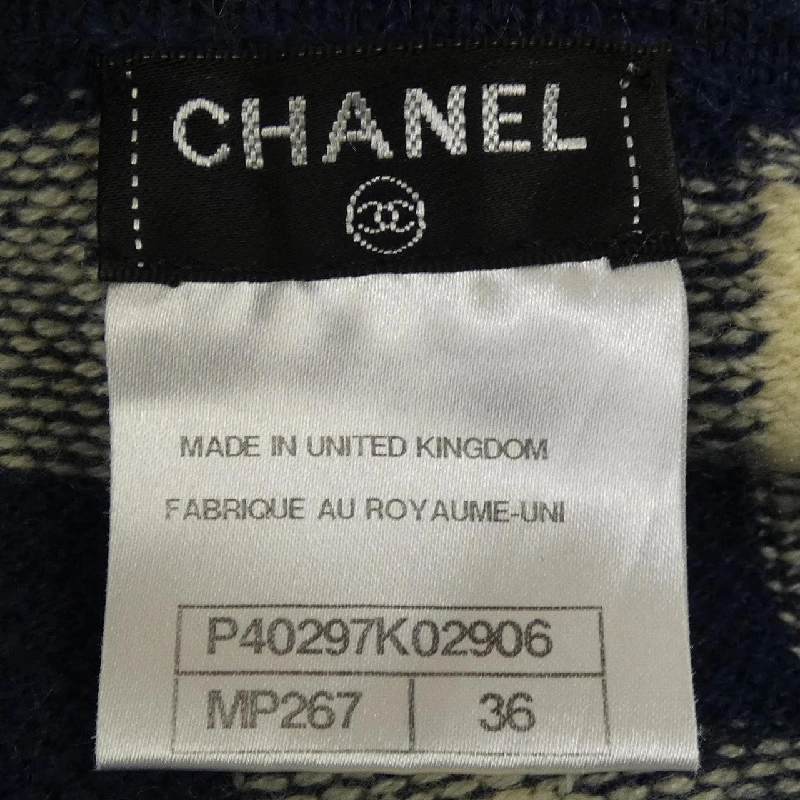 CHANEL
MADE IN UNITED KINGDOM
FABRIQUE AU ROYAUME-UNI
P40297K02906
MP267 36